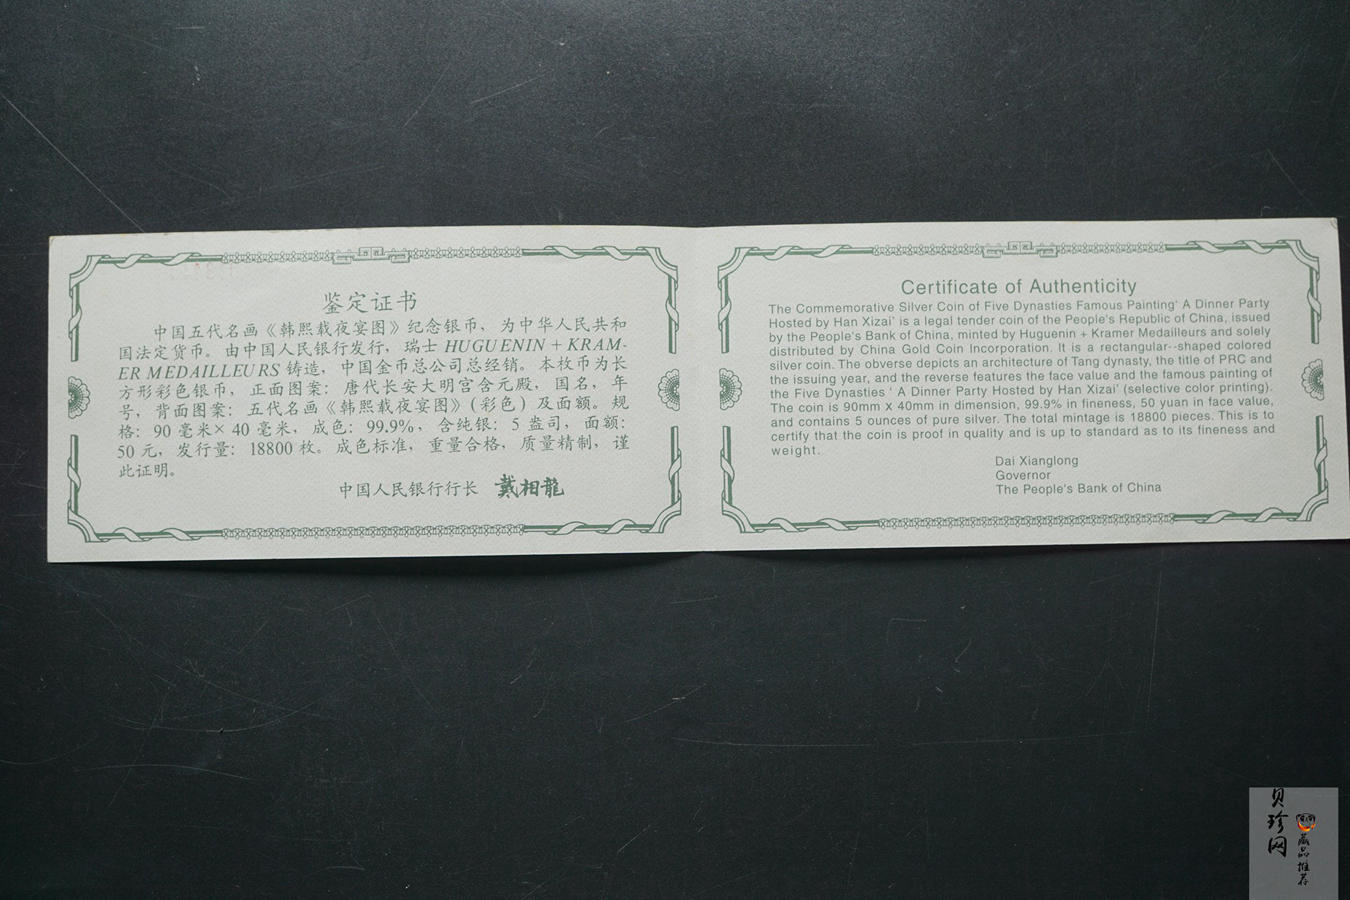 鉴定证书
中国五代名画《韩熙载夜宴图》纪念银币，为中华人民共和
国法定货币。由中国人民银行发行，瑞士 HUGUENIN + KRAM-
ER MEDAILLEURS 铸造，中国金币总公司总经销。本枚币为长
方形彩色银币，正面图案：唐代长安大明宫含元殿，国名，年
号，背面图案：五代名画《韩熙载夜宴图》(彩色) 及面额。规
格：90 毫米× 40 毫米，成色：99.9%，含纯银：5 盎司，面额：
50 元，发行量：18800 枚。成色标准，重量合格，质量精制，谨
此证明。
中国人民银行行长 戴相龍
Certificate of Authenticity
The Commemorative Silver Coin of Five Dynasties Famous Painting‘ A Dinner Party
Hosted by Han Xizai’ is a legal tender coin of the People's Republic of China, issued
by the People's Bank of China, minted by Huguenin + Kramer Medailleurs and solely
distributed by China Gold Coin Incorporation. It is a rectangular--shaped colored
silver coin. The obverse depicts an architecture of Tang dynasty, the title of PRC and
the issuing year, and the reverse features the face value and the famous painting of
the Five Dynasties ‘ A Dinner Party Hosted by Han Xizai’ (selective color printing).
The coin is 90mm X 40mm in dimension, 99.9% in fineness, 50 yuan in face value,
and contains 5 ounces of pure silver. The total mintage is 18800 pieces. This is to
certify that the coin is proof in quality and is up to standard as to its fineness and
weight.
Dai Xianglong
Governor
The People's Bank of China
贝珍网
藏品推荐